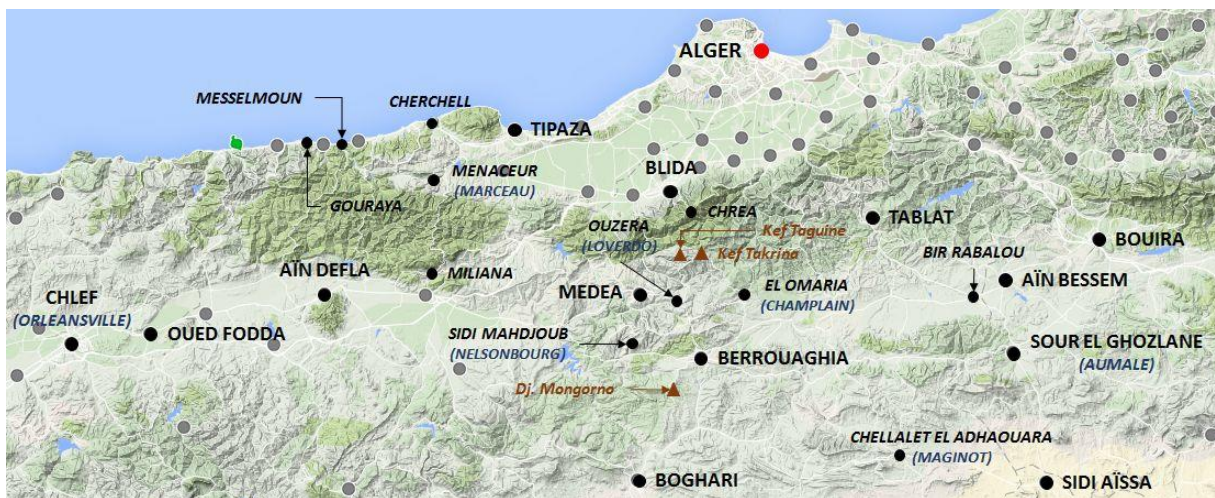 ALGER
MESSELMOUN
CHERCHELL
TIPAZA
BLIDA
MENACEUR
(MARCEAU)
GOURAYA
CHREA
OUZERA
(LOVERDO)
Kef Taguine
Kef Takrina
TABLAT
BOUIRA
BIR RABALOU
AÏN DEFLA
MILIANA
MEDEA
EL OMARIA
(CHAMPLAIN)
AÏN BESSEM
CHLEF
(ORLEANSVILLE)
OUED FODDA
SIDI MAHDJOUB
(NELSONBOURG)
BERROUAGHIA
SOUR EL GHOZLANE
(AUMALE)
Dj. Mongorno
CHELLALET EL ADHAOUARA
(MAGINOT)
BOGHARI
SIDI AÏSSA